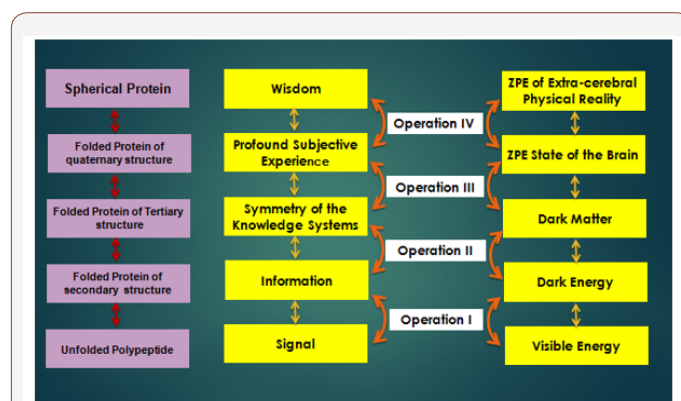 Spherical Protein
Folded Protein of
quaternary structure
Folded Protein of Tertiary
structure
Folded Protein of
secondary structure
Unfolded Polypeptide
Wisdom
Profound Subjective
Experience
Symmetry of the
Knowledge Systems
Information
Signal
Operation IV
Operation III
Operation II
Operation I
ZPE of Extra-cerebral
Physical Reality
ZPE State of the Brain
Dark Matter
Dark Energy
Visible Energy